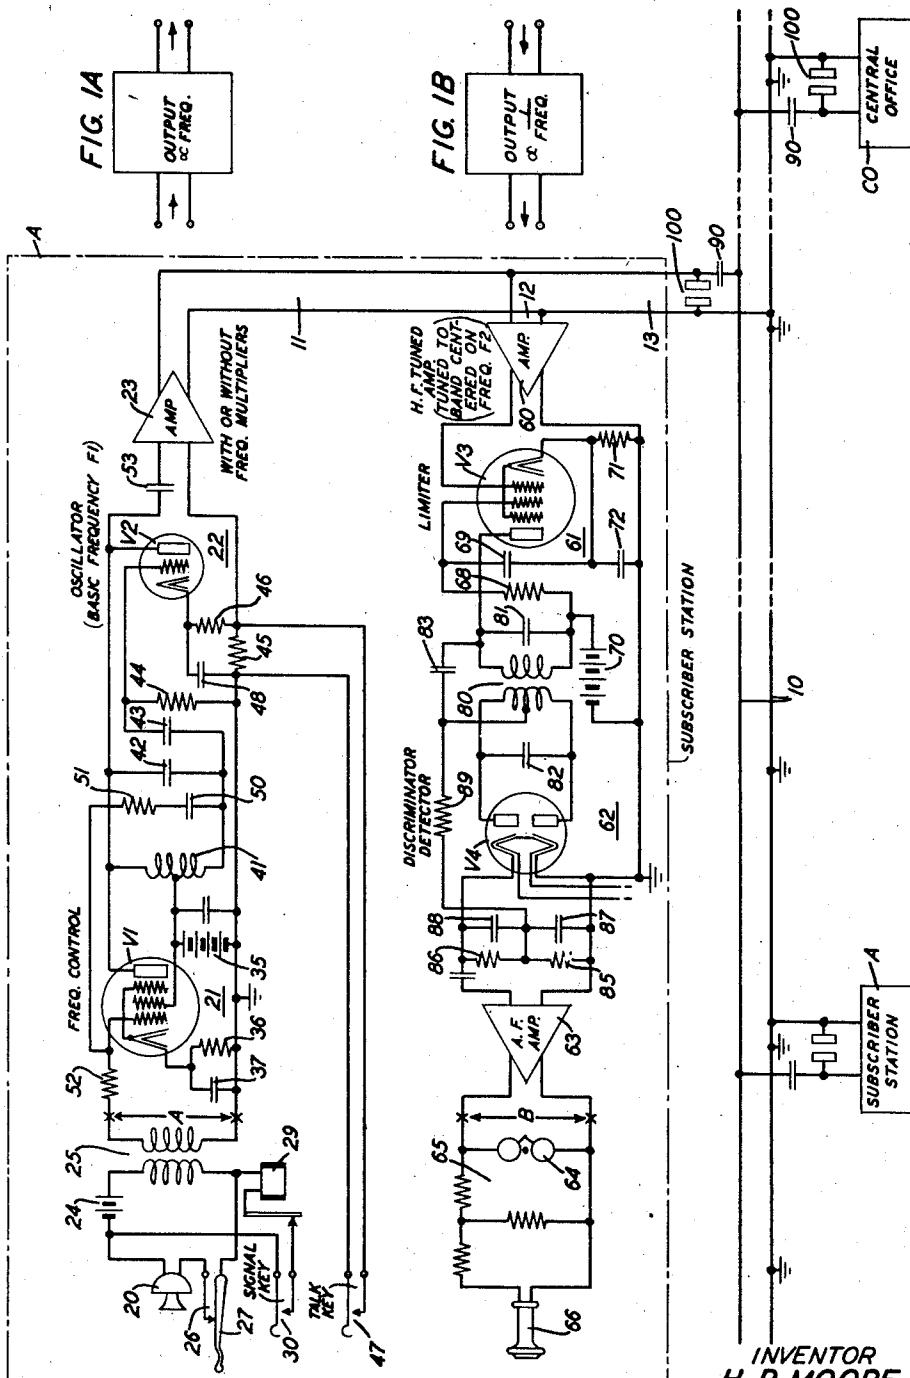 FIG. 1A
OUTPUT
∝ FREQ.
FIG. 1B
OUTPUT
∝ 1/FREQ.
100
90
CENTRAL
OFFICE
CO
90
100
A
11
12
13
AMP
23
53
WITH OR WITHOUT
FREQ. MULTIPLIERS
OSCILLATOR
(BASIC FREQUENCY F1)
V2
22
46
45
44
43
42
48
51
50
41
FREQ. CONTROL
V1
21
35
36
37
52
A
25
24
29
20
26
27
SIGNAL
KEY
30
TALK
KEY
47
H.F. TUNED
AMP.
(TUNED TO
BAND CENT-
ERED ON
FREQ. F2)
AMP.
60
LIMITER
V3
61
71
72
69
68
81
83
80
70
82
89
DISCRIMINATOR
DETECTOR
V4
62
88
87
86
85
A.F.
AMP.
63
B
65
64
66
SUBSCRIBER STATION
10
SUBSCRIBER
STATION
A
INVENTOR
H. R. MOORE